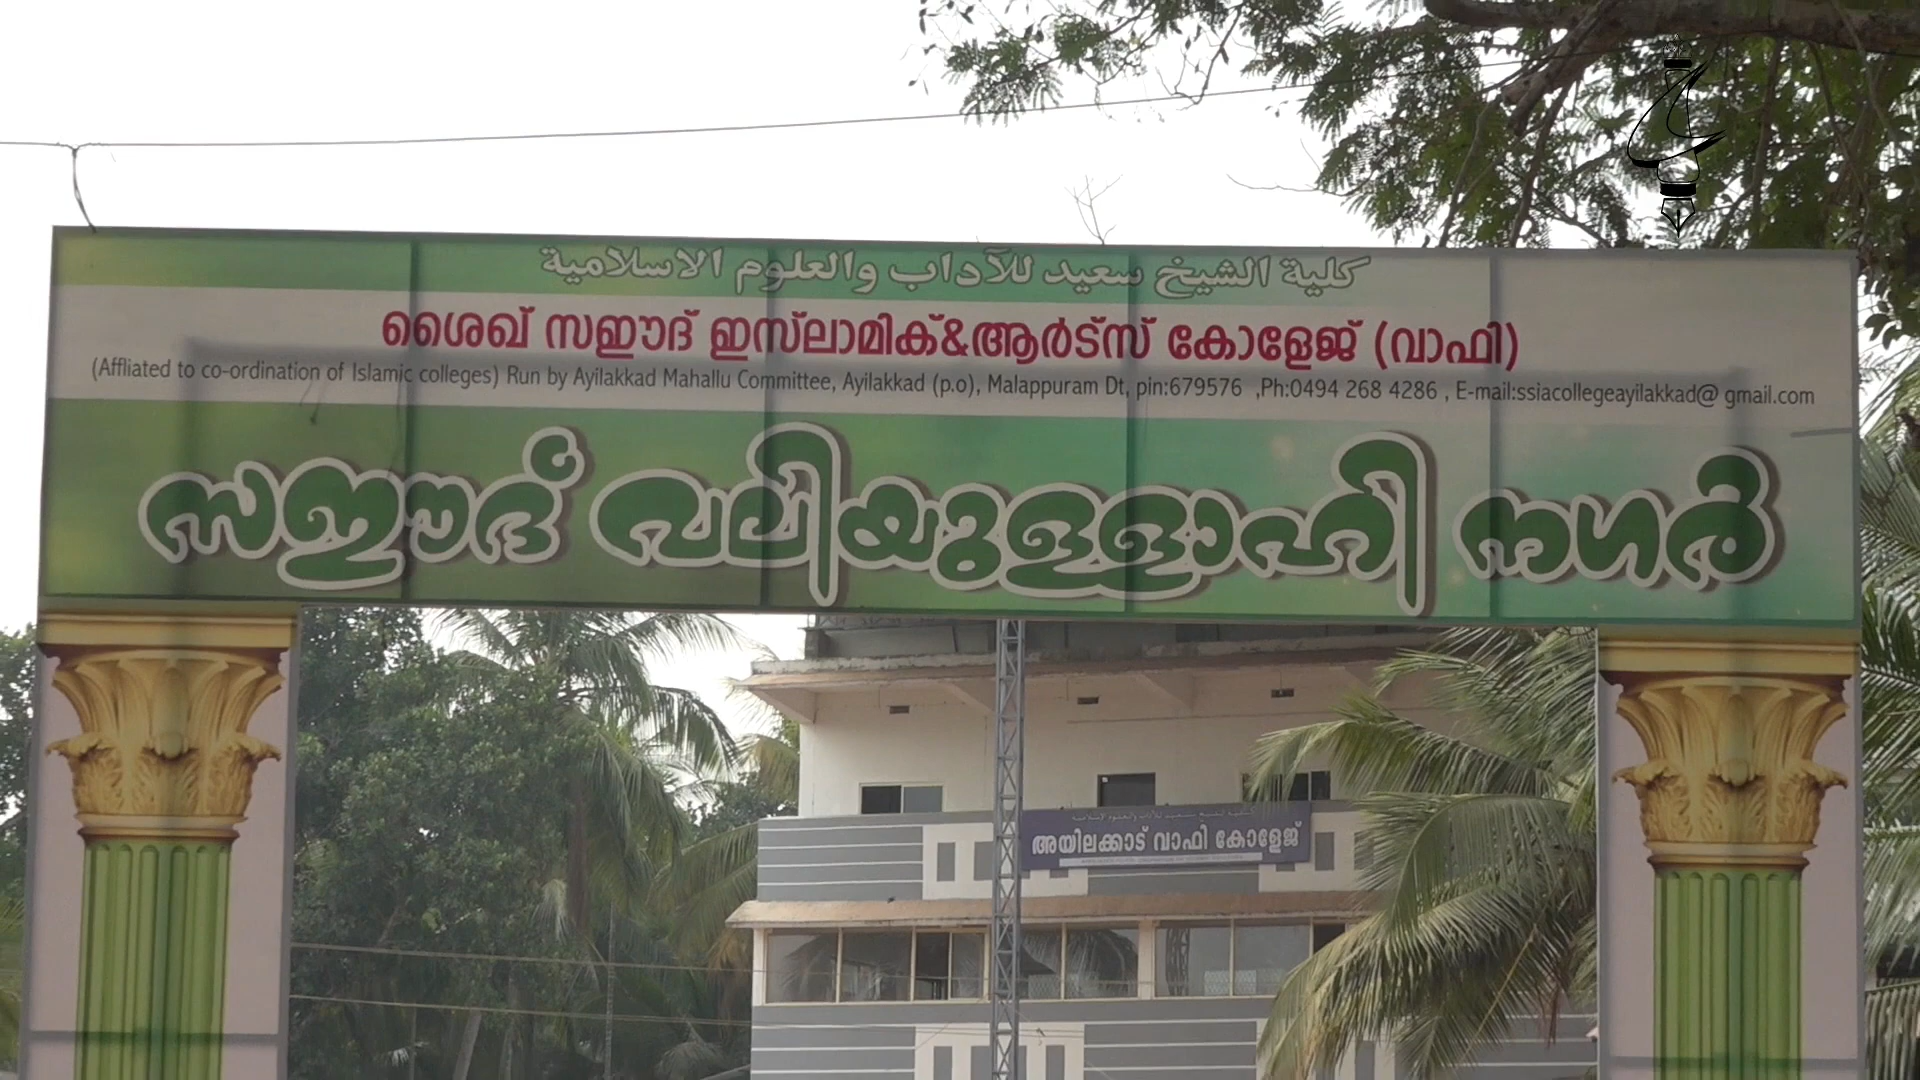 كلية الشيخ سعيد للآداب والعلوم الاسلامية
ശൈഖ് സഈദ് ഇസ്‌ലാമിക്&ആർട്സ് കോളേജ് (വാഫി)
(Affliated to co-ordination of Islamic colleges) Run by Ayilakkad Mahallu Committee, Ayilakkad (p.o), Malappuram Dt, pin:679576 ,Ph:0494 268 4286 , E-mail:ssiacollegeayilakkad@ gmail.com
സഈദ് വലിയുള്ളാഹി നഗർ
അയിലക്കാട് വാഫി കോളേജ്